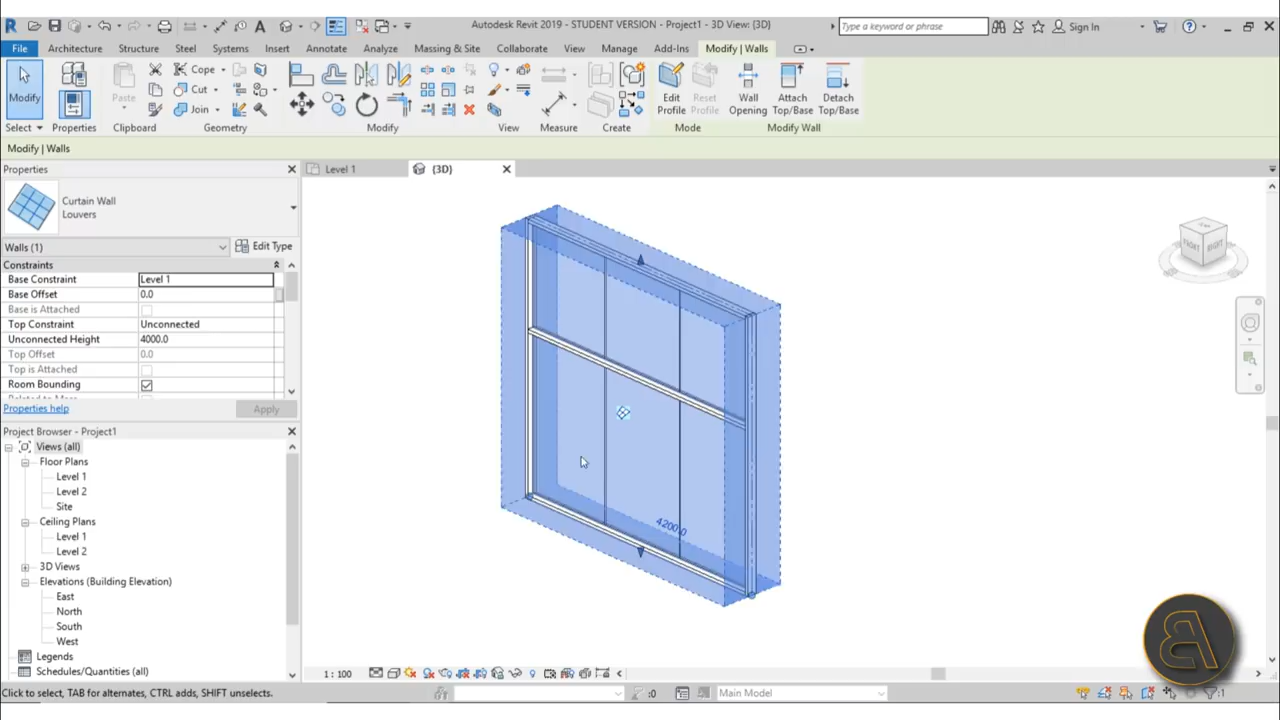 Autodesk Revit 2019 - STUDENT VERSION - Project1 - 3D View: {3D}
Type a keyword or phrase
Sign In
File Architecture Structure Steel Systems Insert Annotate Analyze Massing & Site Collaborate View Manage Add-Ins Modify | Walls
Modify
Paste
Cope
Cut
Join
Edit Profile
Reset Profile
Wall Opening
Attach Top/Base
Detach Top/Base
Select Properties Clipboard Geometry Modify View Measure Create Mode Modify Wall
Modify | Walls
Properties
Level 1
{3D}
Curtain Wall
Louvers
Walls (1)
Edit Type
Constraints
Base Constraint Level 1
Base Offset 0.0
Base is Attached
Top Constraint Unconnected
Unconnected Height 4000.0
Top Offset 0.0
Top is Attached
Room Bounding
Properties help
Apply
Project Browser - Project1
Views (all)
Floor Plans
Level 1
Level 2
Site
Ceiling Plans
Level 1
Level 2
3D Views
Elevations (Building Elevation)
East
North
South
West
Legends
Schedules/Quantities (all)
4200.0
FRONT
RIGHT
1 : 100
Click to select, TAB for alternates, CTRL adds, SHIFT unselects.
:0
Main Model
:1